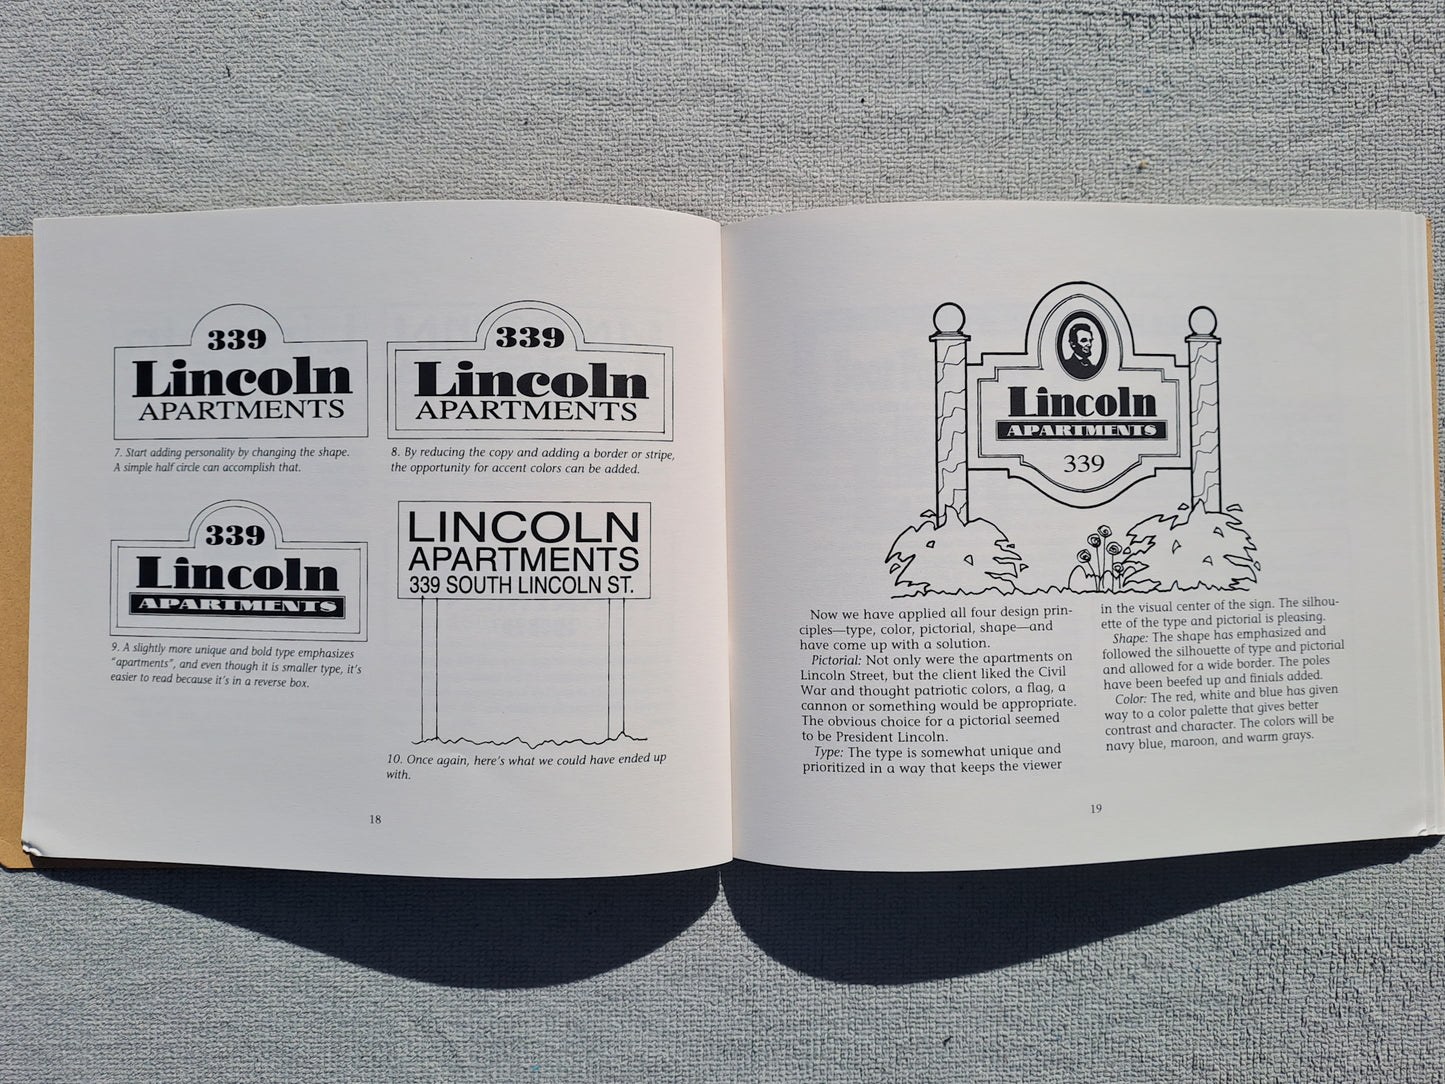 339
Lincoln
APARTMENTS
7. Start adding personality by changing the shape.
A simple half circle can accomplish that.
339
Lincoln
APARTMENTS
8. By reducing the copy and adding a border or stripe,
the opportunity for accent colors can be added.
339
Lincoln
APARTMENTS
9. A slightly more unique and bold type emphasizes
"apartments", and even though it is smaller type, it's
easier to read because it's in a reverse box.
LINCOLN
APARTMENTS
339 SOUTH LINCOLN ST.
10. Once again, here's what we could have ended up
with.
18
Lincoln
APARTMENTS
339
Now we have applied all four design prin-
ciples—type, color, pictorial, shape—and
have come up with a solution.
Pictorial: Not only were the apartments on
Lincoln Street, but the client liked the Civil
War and thought patriotic colors, a flag, a
cannon or something would be appropriate.
The obvious choice for a pictorial seemed
to be President Lincoln.
Type: The type is somewhat unique and
prioritized in a way that keeps the viewer
in the visual center of the sign. The silhou-
ette of the type and pictorial is pleasing.
Shape: The shape has emphasized and
followed the silhouette of type and pictorial
and allowed for a wide border. The poles
have been beefed up and finials added.
Color: The red, white and blue has given
way to a color palette that gives better
contrast and character. The colors will be
navy blue, maroon, and warm grays.
19